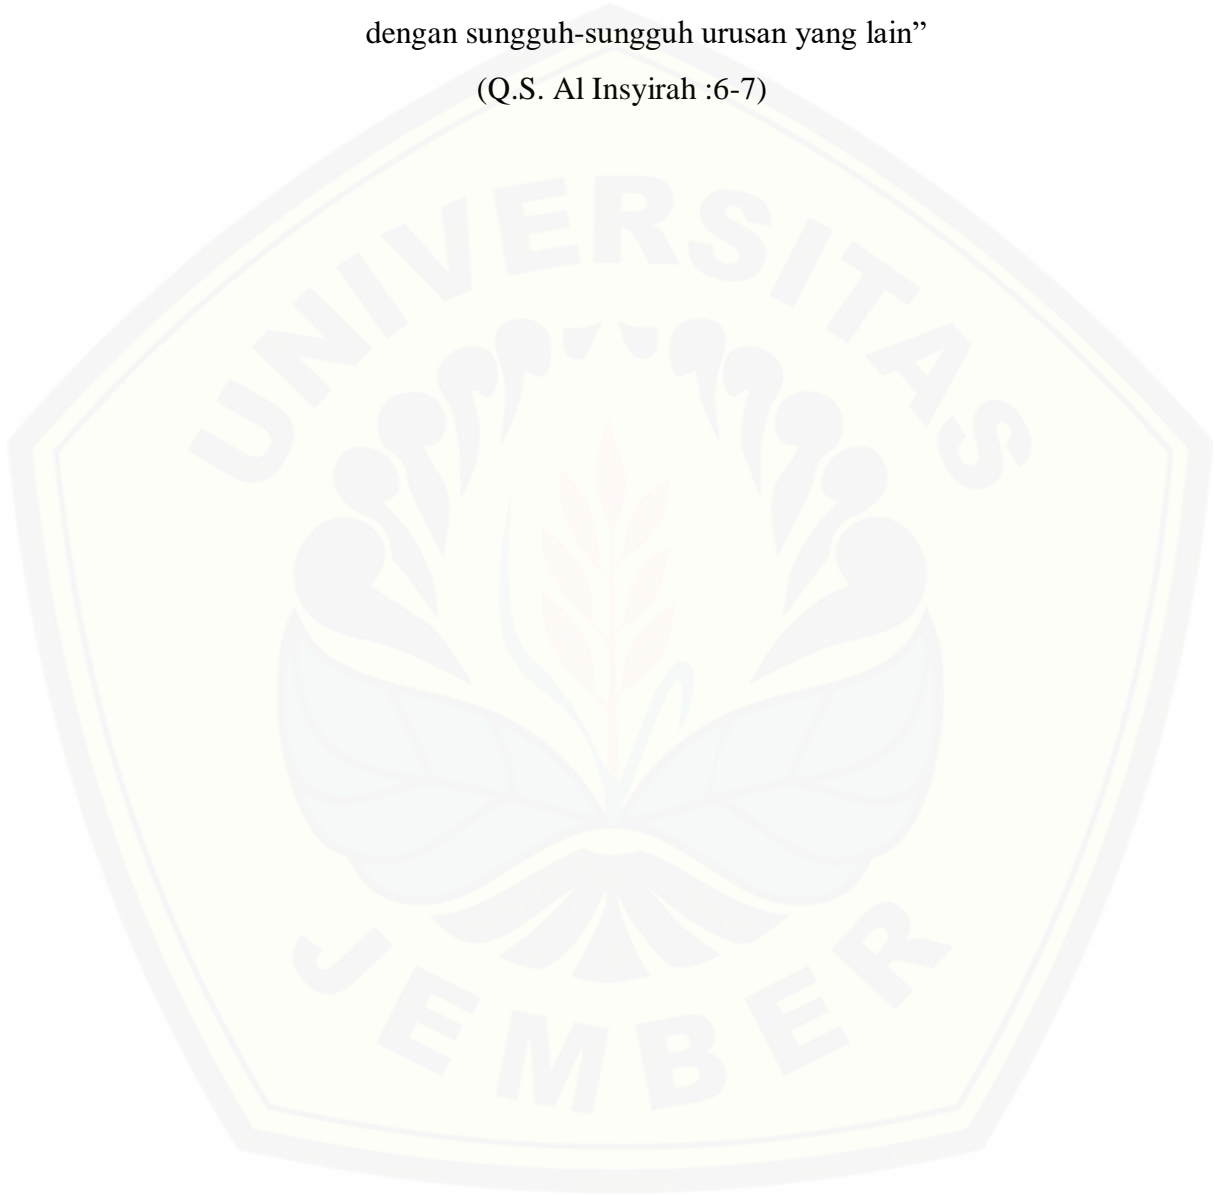 dengan sungguh-sungguh urusan yang lain”
(Q.S. Al Insyirah :6-7)
UNIVERSITAS
JEMBER